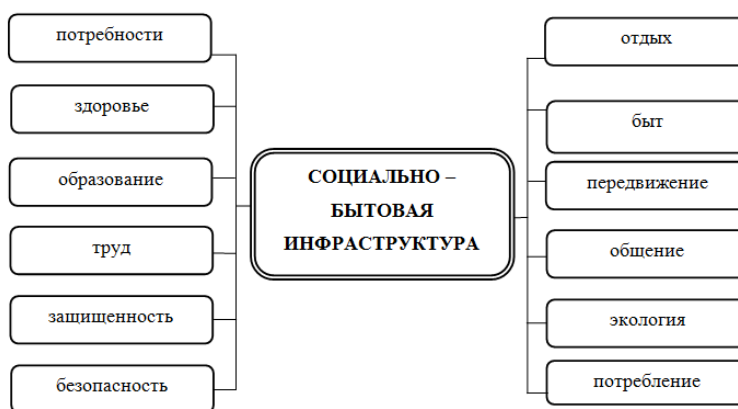 потребности
здоровье
образование
труд
защищенность
безопасность
СОЦИАЛЬНО –
БЫТОВАЯ
ИНФРАСТРУКТУРА
отдых
быт
передвижение
общение
экология
потребление